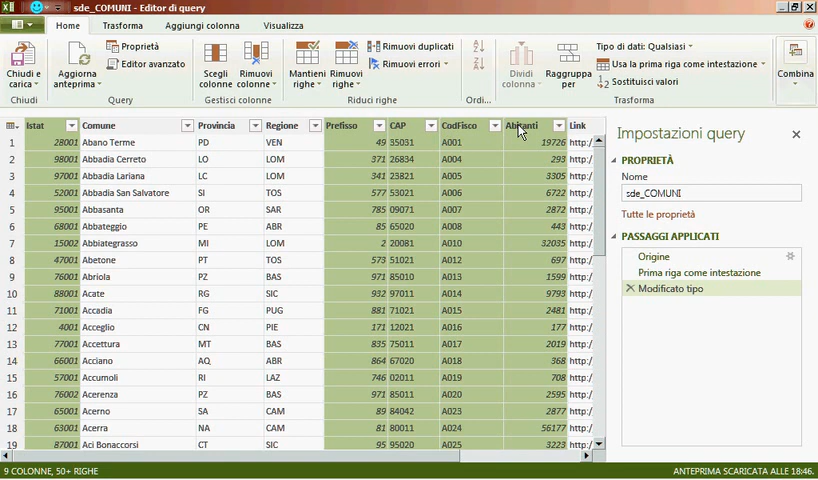 sde_COMUNI - Editor di query
Home Trasforma Aggiungi colonna Visualizza
Chiudi e carica
Chiudi
Aggiorna anteprima
Proprietà
Editor avanzato
Query
Scegli colonne
Rimuovi colonne
Gestisci colonne
Mantieni righe
Rimuovi righe
Rimuovi duplicati
Rimuovi errori
Riduci righe
Ordi...
Dividi colonna
Raggruppa per
Tipo di dati: Qualsiasi
Usa la prima riga come intestazione
Sostituisci valori
Trasforma
Combina
Istat Comune Provincia Regione Prefisso CAP CodFisco Abitanti Link
1 28001 Abano Terme PD VEN 49 35031 A001 19726 http:/
2 98001 Abbadia Cerreto LO LOM 371 26834 A004 293 http:/
3 97001 Abbadia Lariana LC LOM 341 23821 A005 3305 http:/
4 52001 Abbadia San Salvatore SI TOS 577 53021 A006 6722 http:/
5 95001 Abbasanta OR SAR 785 09071 A007 2872 http:/
6 68001 Abbateggio PE ABR 85 65020 A008 443 http:/
7 15002 Abbiategrasso MI LOM 2 20081 A010 32035 http:/
8 47001 Abetone PT TOS 573 51021 A012 697 http:/
9 76001 Abriola PZ BAS 971 85010 A013 1599 http:/
10 88001 Acate RG SIC 932 97011 A014 9793 http:/
11 71001 Accadia FG PUG 881 71021 A015 2481 http:/
12 4001 Acceglio CN PIE 171 12021 A016 177 http:/
13 77001 Accettura MT BAS 835 75011 A017 2019 http:/
14 66001 Acciano AQ ABR 864 67020 A018 368 http:/
15 57001 Accumoli RI LAZ 746 02011 A019 708 http:/
16 76002 Acerenza PZ BAS 971 85011 A020 2595 http:/
17 65001 Acerno SA CAM 89 84042 A023 2877 http:/
18 63001 Acerra NA CAM 81 80011 A024 56177 http:/
19 87001 Aci Bonaccorsi CT SIC 95 95020 A025 3223 http:/
Impostazioni query
PROPRIETÀ
Nome
sde_COMUNI
Tutte le proprietà
PASSAGGI APPLICATI
Origine
Prima riga come intestazione
Modificato tipo
9 COLONNE, 50+ RIGHE ANTEPRIMA SCARICATA ALLE 18:46.